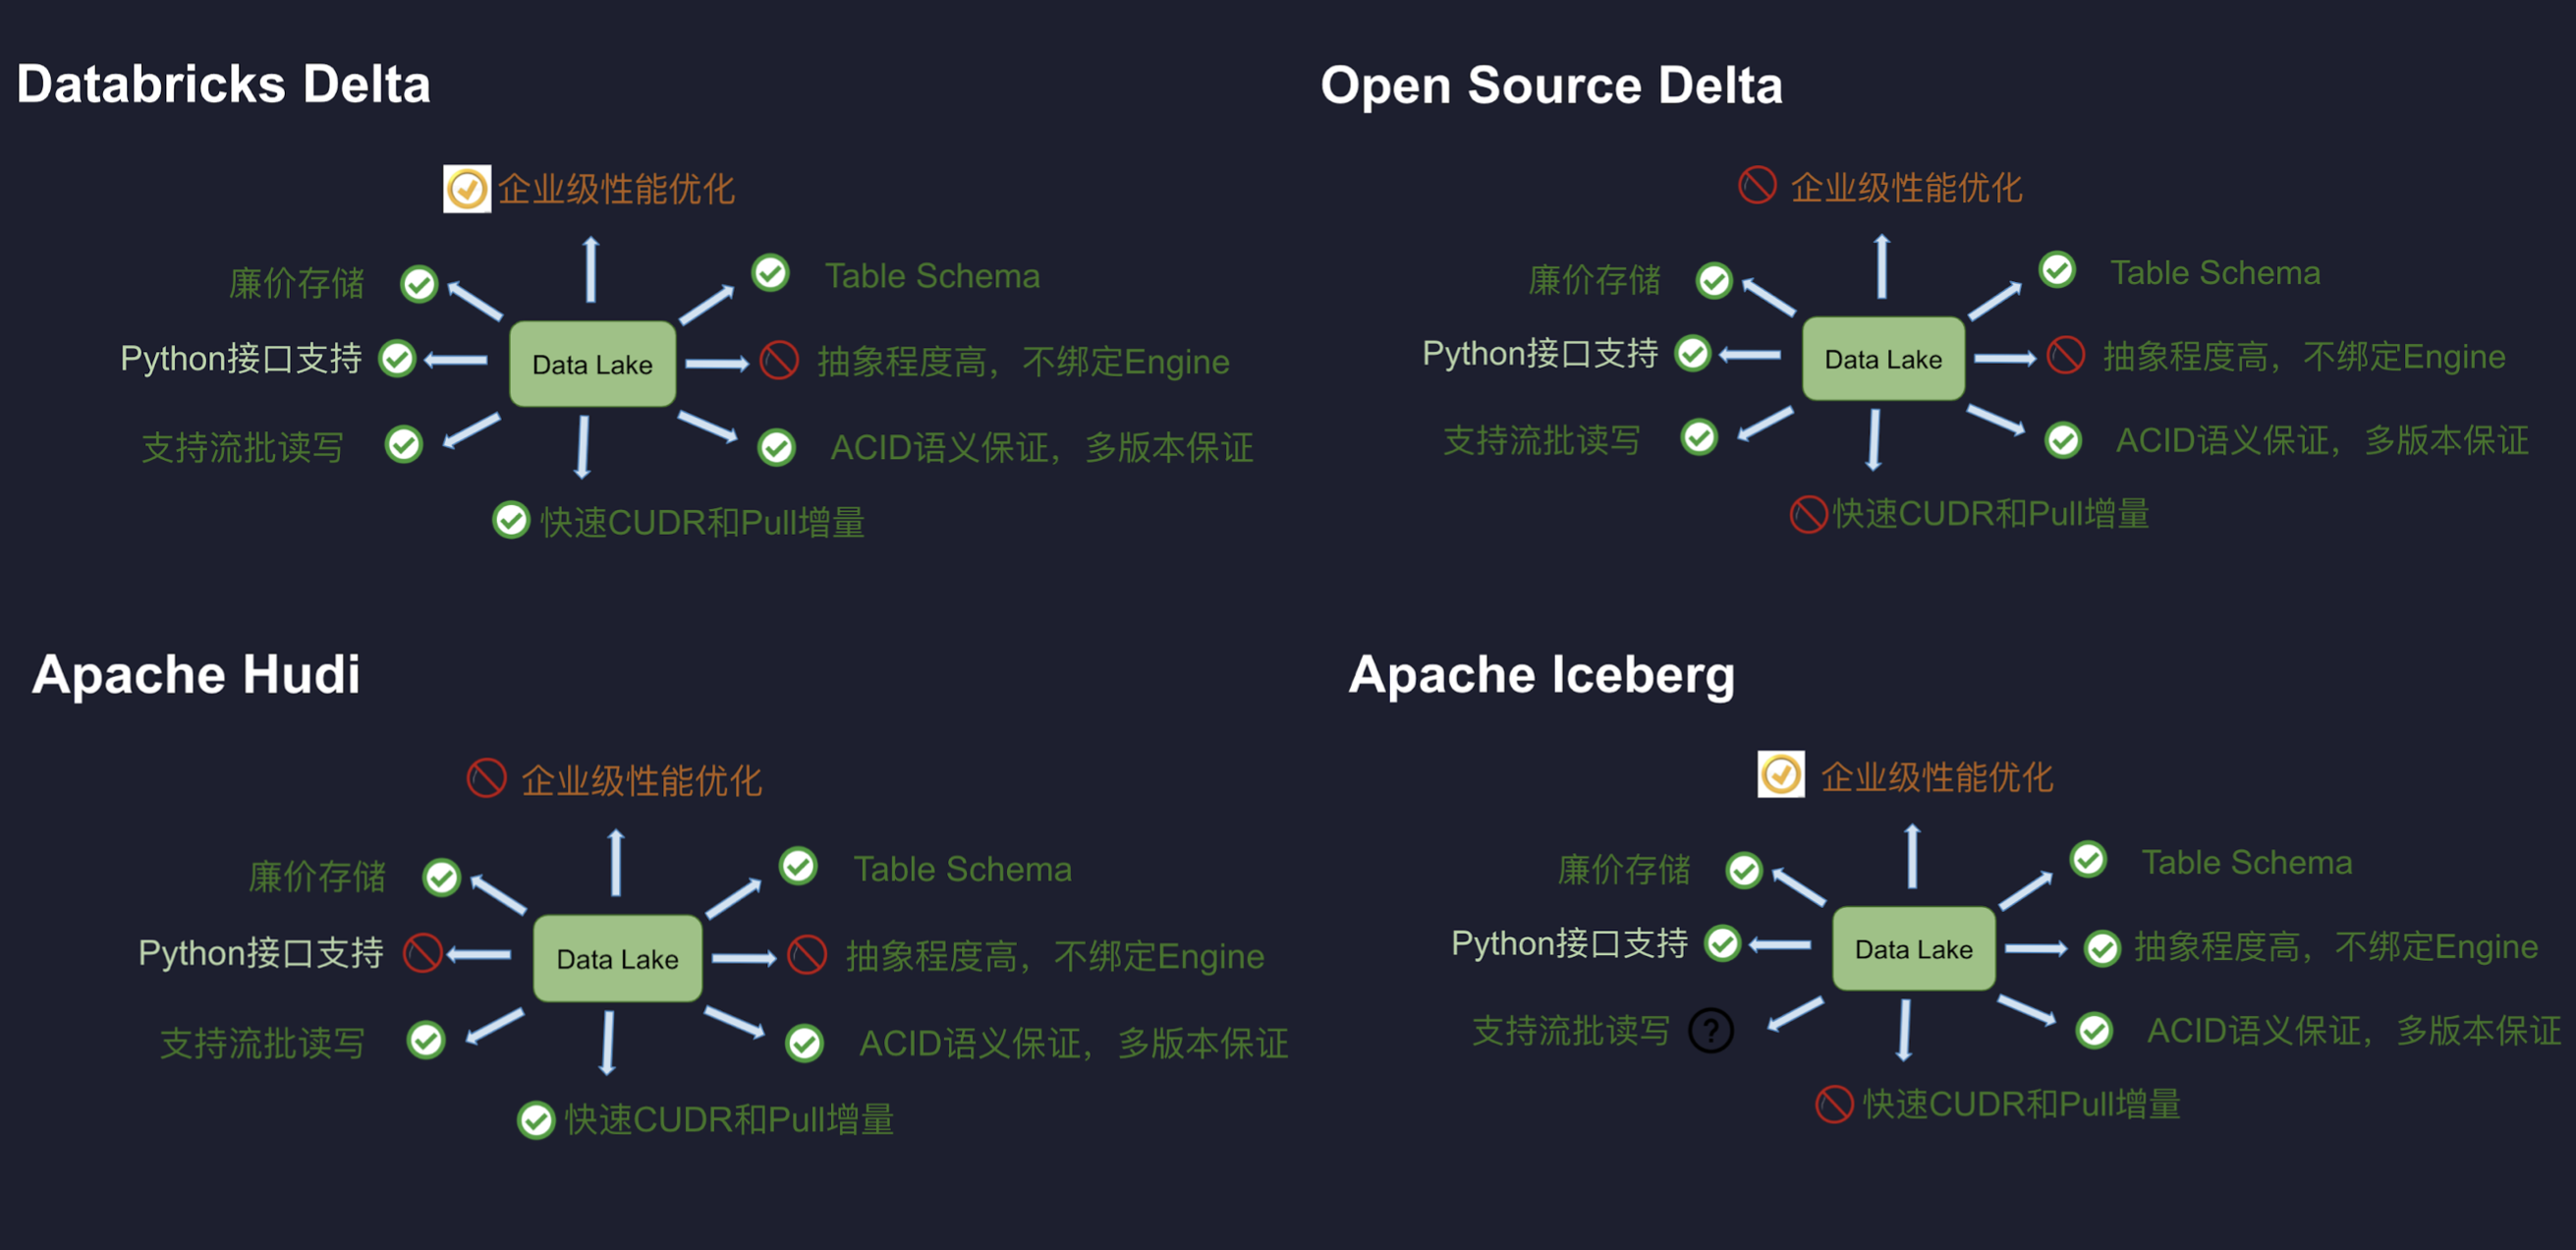 Databricks Delta
企业级性能优化
廉价存储
Table Schema
Python接口支持
Data Lake
抽象程度高，不绑定Engine
支持流批读写
ACID语义保证，多版本保证
快速CUDR和Pull增量
Open Source Delta
企业级性能优化
廉价存储
Table Schema
Python接口支持
Data Lake
抽象程度高，不绑定Engine
支持流批读写
ACID语义保证，多版本保证
快速CUDR和Pull增量
Apache Hudi
企业级性能优化
廉价存储
Table Schema
Python接口支持
Data Lake
抽象程度高，不绑定Engine
支持流批读写
ACID语义保证，多版本保证
快速CUDR和Pull增量
Apache Iceberg
企业级性能优化
廉价存储
Table Schema
Python接口支持
Data Lake
抽象程度高，不绑定Engine
支持流批读写 ?
ACID语义保证，多版本保证
快速CUDR和Pull增量